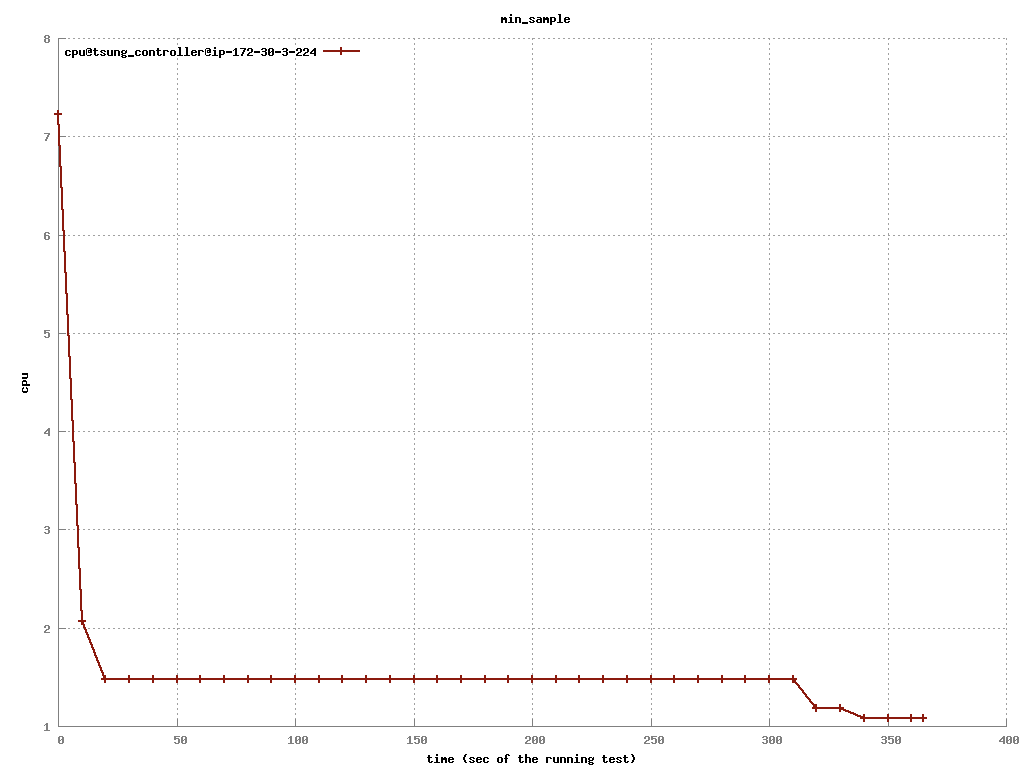 min_sample
cpu@tsung_controller@ip-172-30-3-224
8
7
6
5
4
3
2
1
cpu
0 50 100 150 200 250 300 350 400
time (sec of the running test)